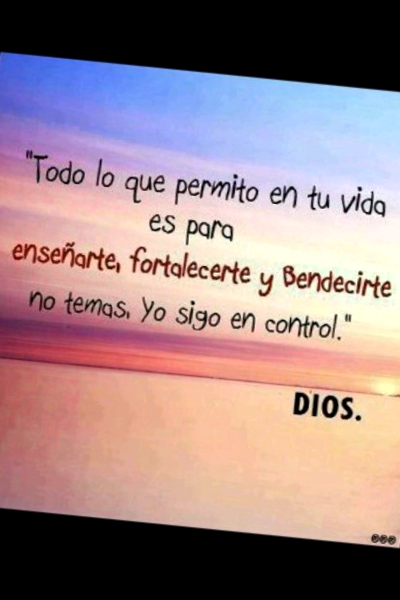 "Todo lo que permito en tu vida
es para
enseñarte, fortalecerte y Bendecirte
no temas, Yo sigo en control."
DIOS.